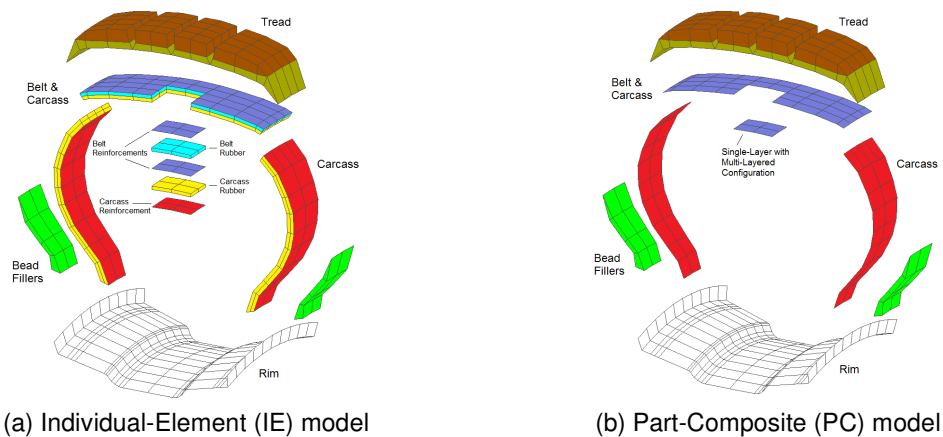 Tread
Belt &
Carcass
Belt
Reinforcements
Belt
Rubber
Carcass
Rubber
Carcass
Reinforcement
Carcass
Bead
Fillers
Rim
(a) Individual-Element (IE) model
Tread
Belt &
Carcass
Single-Layer with
Multi-Layered
Configuration
Carcass
Bead
Fillers
Rim
(b) Part-Composite (PC) model